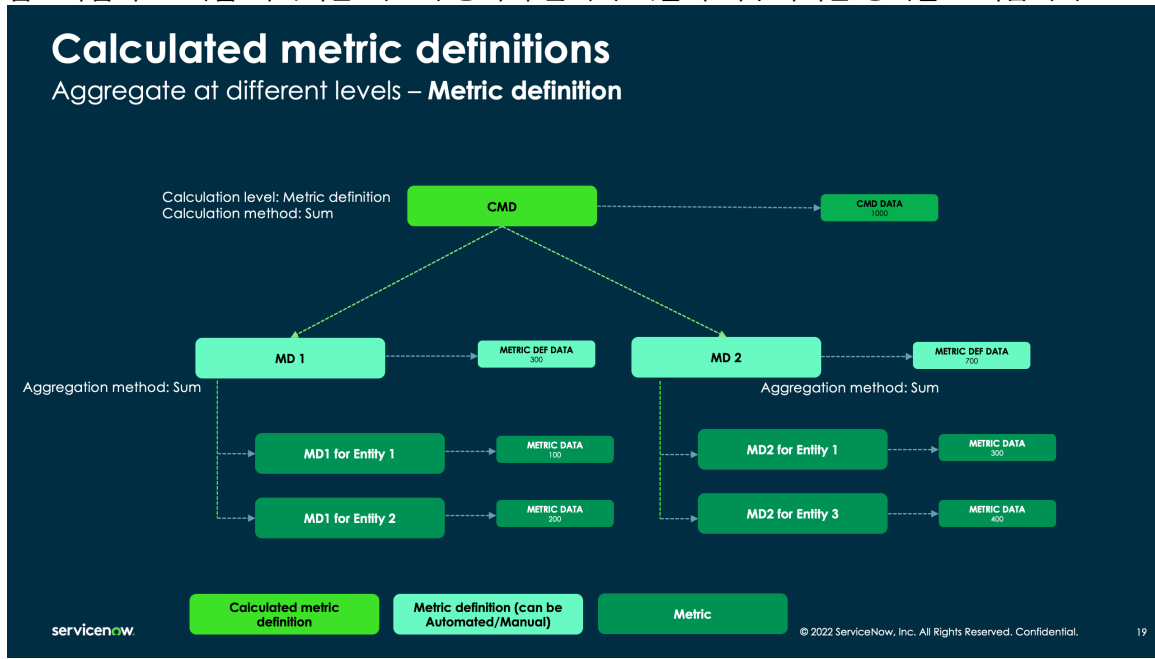 Calculated metric definitions
Aggregate at different levels – Metric definition
Calculation level: Metric definition
Calculation method: Sum
CMD
CMD DATA
1000
MD 1
METRIC DEF DATA
300
MD 2
METRIC DEF DATA
700
Aggregation method: Sum
Aggregation method: Sum
MD1 for Entity 1
METRIC DATA
100
MD2 for Entity 1
METRIC DATA
300
MD1 for Entity 2
METRIC DATA
200
MD2 for Entity 3
METRIC DATA
400
Calculated metric
definition
Metric definition (can be
Automated/Manual)
Metric
servicenow.
© 2022 ServiceNow, Inc. All Rights Reserved. Confidential.
19